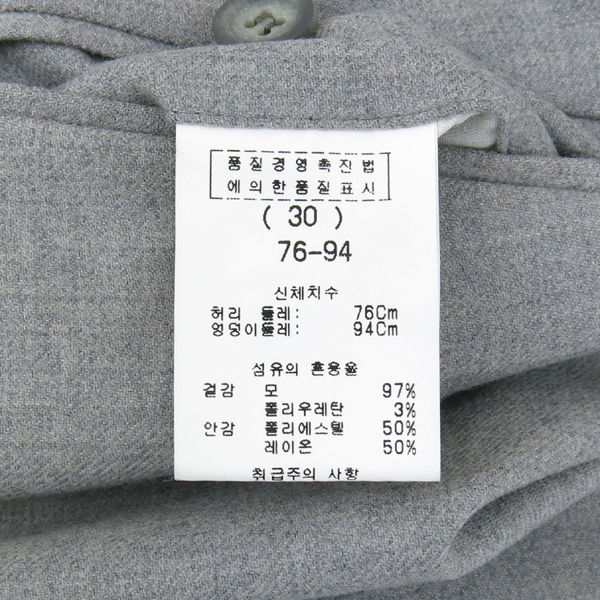 품질경영촉진법
에의한품질표시
( 30 )
76-94
신체치수
허리 둘레: 76Cm
엉덩이둘레: 94Cm
섬유의 혼용율
겉감 모 97%
폴리우레탄 3%
안감 폴리에스텔 50%
레이온 50%
취급주의 사항